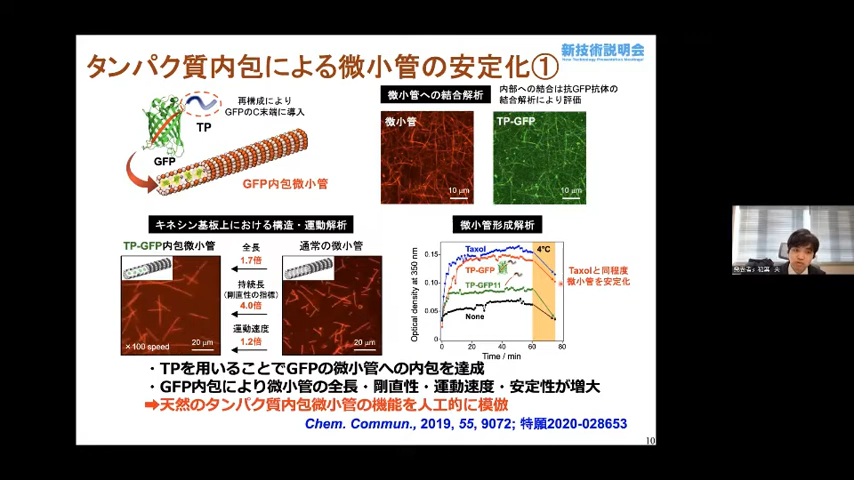 タンパク質内包による微小管の安定化①
新技術説明会
New Technology Presentation Meetings!
再構成により
GFPのC末端に導入
TP
GFP
GFP内包微小管
微小管への結合解析
内部への結合は抗GFP抗体の
結合解析により評価
微小管
10 μm
TP-GFP
10 μm
キネシン基板上における構造・運動解析
TP-GFP内包微小管
×100 speed
20 μm
全長
1.7倍
持続長
(剛直性の指標)
4.0倍
運動速度
1.2倍
通常の微小管
20 μm
微小管形成解析
Optical density at 350 nm
0.15
0.10
0.05
0
0
20
40
60
80
Time / min
Taxol
4°C
TP-GFP
TP-GFP11
None
Taxolと同程度
微小管を安定化
・TPを用いることでGFPの微小管への内包を達成
・GFP内包により微小管の全長・剛直性・運動速度・安定性が増大
➡天然のタンパク質内包微小管の機能を人工的に模倣
Chem. Commun., 2019, 55, 9072; 特願2020-028653
10